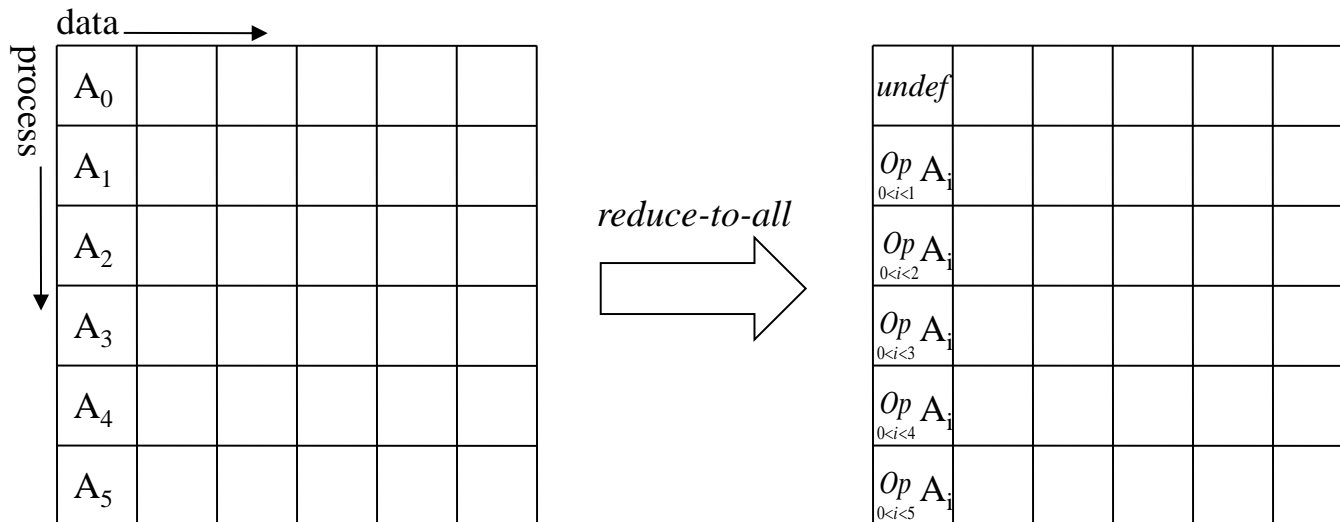 data
process
A₀
A₁
A₂
A₃
A₄
A₅
reduce-to-all
undef
Op 0<i<1 Aᵢ
Op 0<i<2 Aᵢ
Op 0<i<3 Aᵢ
Op 0<i<4 Aᵢ
Op 0<i<5 Aᵢ